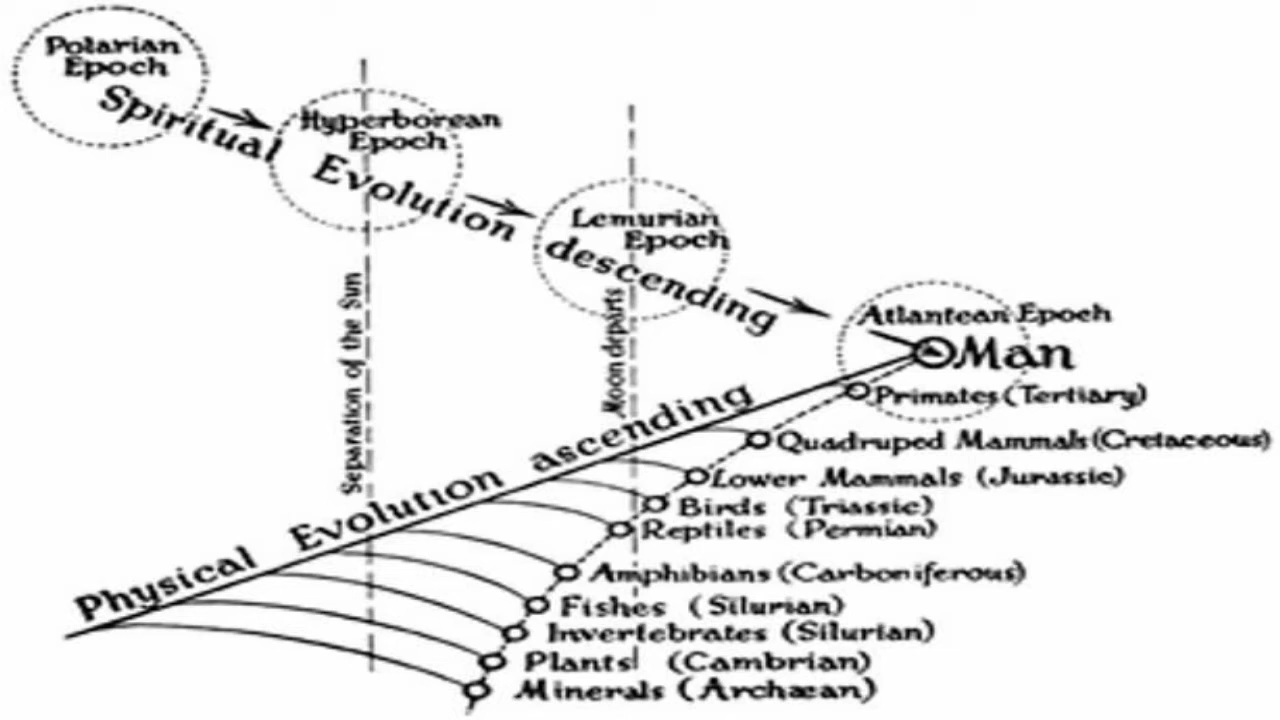 Polarian
Epoch
Spiritual Evolution descending
Hyperborean
Epoch
Lemurian
Epoch
Atlantean Epoch
Man
Separation of the Sun
Moon departs
Physical Evolution ascending
Primates (Tertiary)
Quadruped Mammals (Cretaceous)
Lower Mammals (Jurassic)
Birds (Triassic)
Reptiles (Permian)
Amphibians (Carboniferous)
Fishes (Silurian)
Invertebrates (Silurian)
Plants (Cambrian)
Minerals (Archæan)